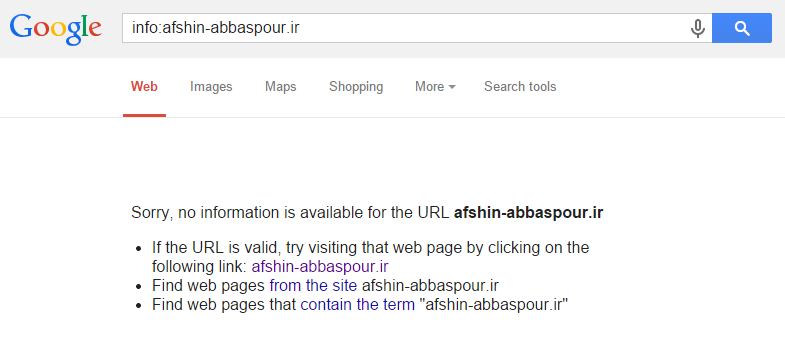 Google info:afshin-abbaspour.ir
Web Images Maps Shopping More Search tools
Sorry, no information is available for the URL afshin-abbaspour.ir
• If the URL is valid, try visiting that web page by clicking on the
following link: afshin-abbaspour.ir
• Find web pages from the site afshin-abbaspour.ir
• Find web pages that contain the term "afshin-abbaspour.ir"